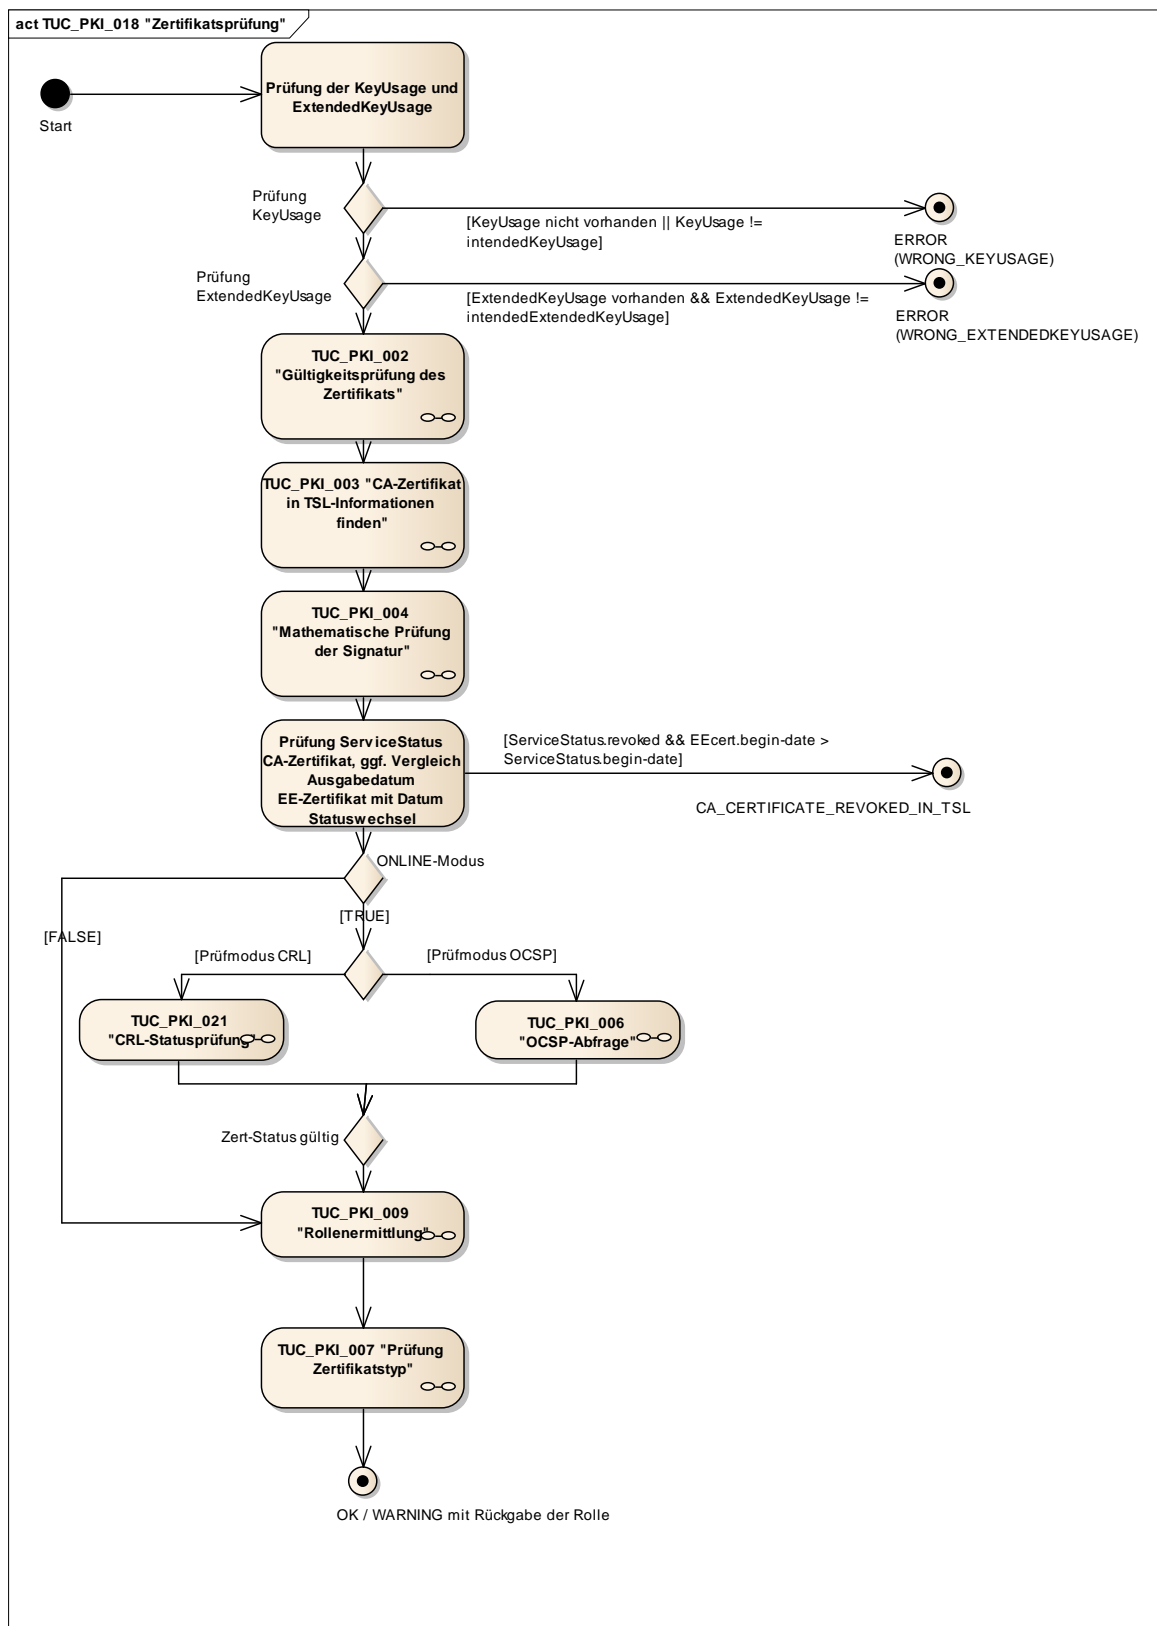 act TUC_PKI_018 "Zertifikatsprüfung"
Prüfung der KeyUsage und
ExtendedKeyUsage
Start
Prüfung
KeyUsage
[KeyUsage nicht vorhanden || KeyUsage !=
intendedKeyUsage]
ERROR
(WRONG_KEYUSAGE)
Prüfung
ExtendedKeyUsage
[ExtendedKeyUsage vorhanden && ExtendedKeyUsage !=
intendedExtendedKeyUsage]
ERROR
(WRONG_EXTENDEDKEYUSAGE)
TUC_PKI_002
"Gültigkeitsprüfung des
Zertifikats"
TUC_PKI_003 "CA-Zertifikat
in TSL-Informationen
finden"
TUC_PKI_004
"Mathematische Prüfung
der Signatur"
Prüfung ServiceStatus
CA-Zertifikat, ggf. Vergleich
Ausgabedatum
EE-Zertifikat mit Datum
Statuswechsel
[ServiceStatus.revoked && EEcert.begin-date >
ServiceStatus.begin-date]
CA_CERTIFICATE_REVOKED_IN_TSL
ONLINE-Modus
[TRUE]
[FALSE]
[Prüfmodus CRL]
[Prüfmodus OCSP]
TUC_PKI_021
"CRL-Statusprüfung"
TUC_PKI_006
"OCSP-Abfrage"
Zert-Status gültig
TUC_PKI_009
"Rollenermittlung"
TUC_PKI_007 "Prüfung
Zertifikatstyp"
OK / WARNING mit Rückgabe der Rolle